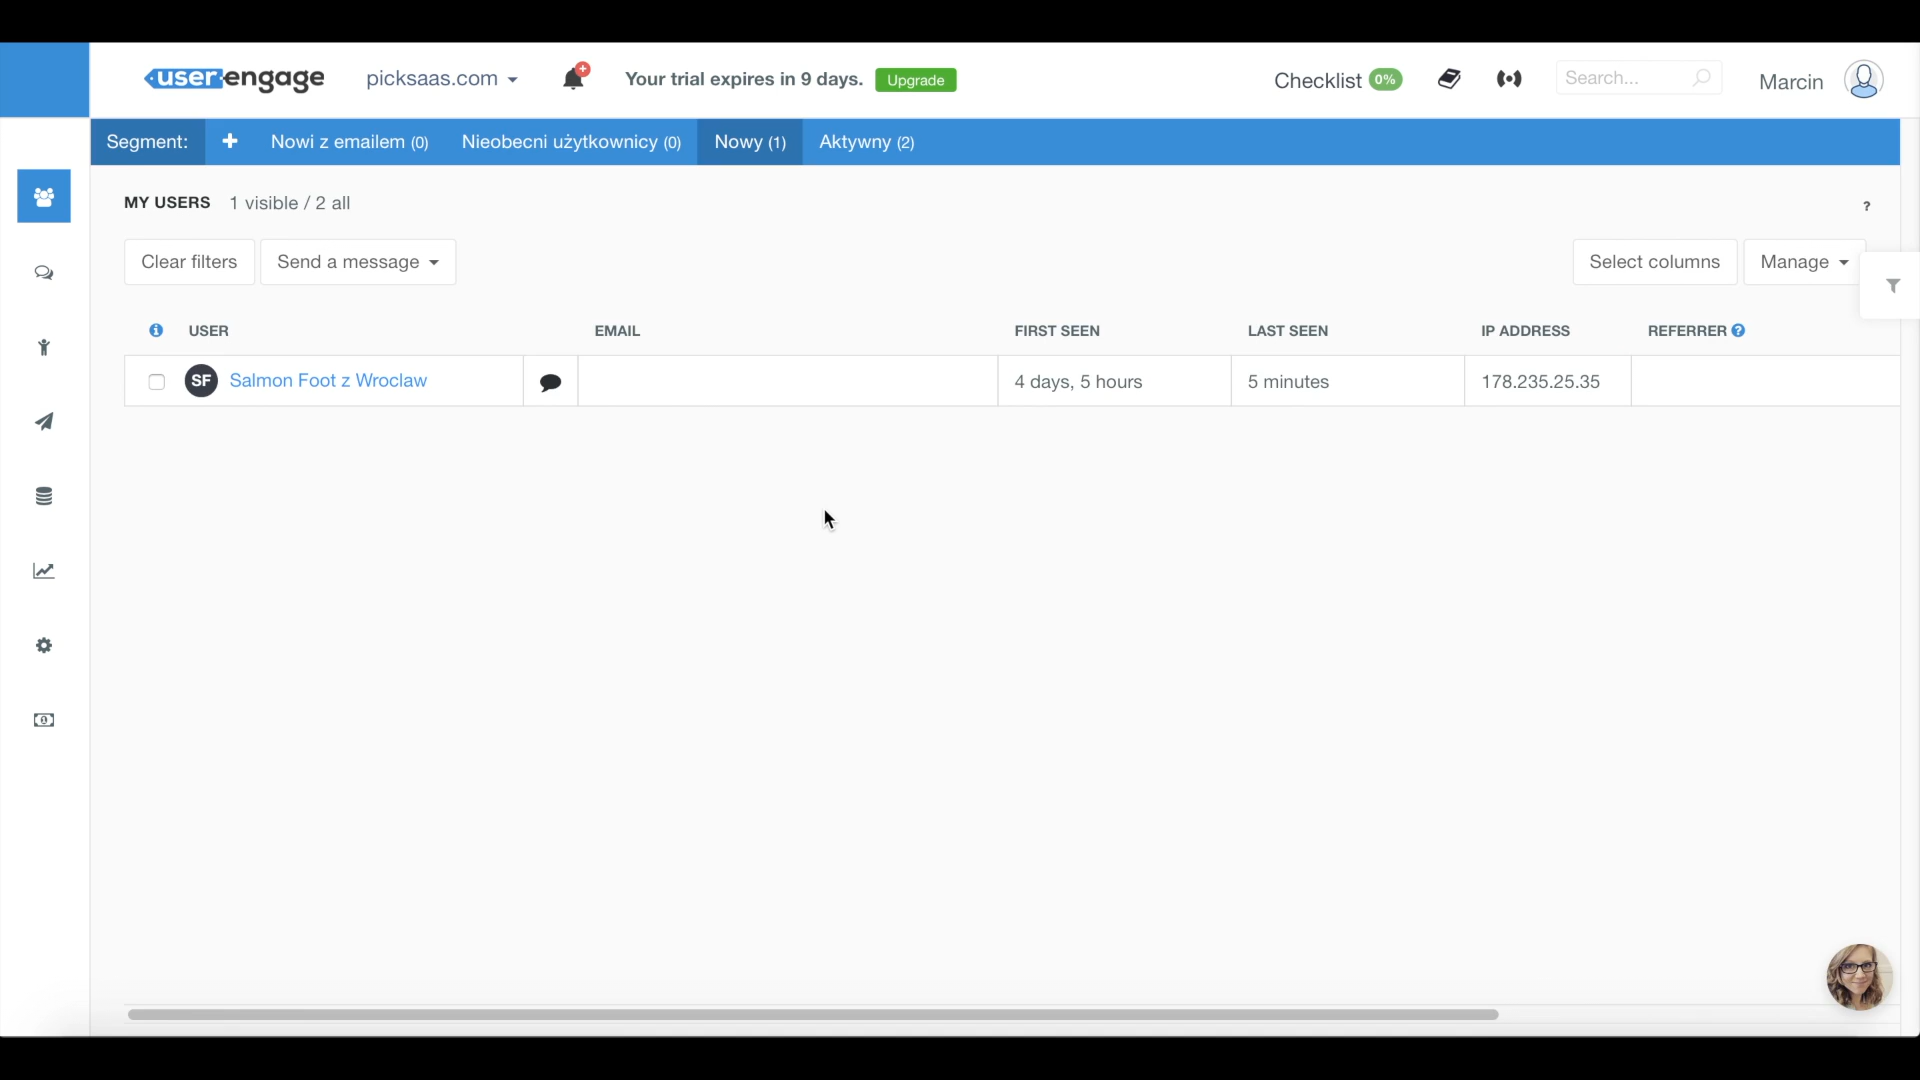 user engage picksaas.com Your trial expires in 9 days. Upgrade Checklist 0% Search... Marcin
Segment: + Nowi z emailem (0) Nieobecni użytkownicy (0) Nowy (1) Aktywny (2)
MY USERS 1 visible / 2 all ?
Clear filters Send a message Select columns Manage
USER EMAIL FIRST SEEN LAST SEEN IP ADDRESS REFERRER
SF Salmon Foot z Wroclaw 4 days, 5 hours 5 minutes 178.235.25.35